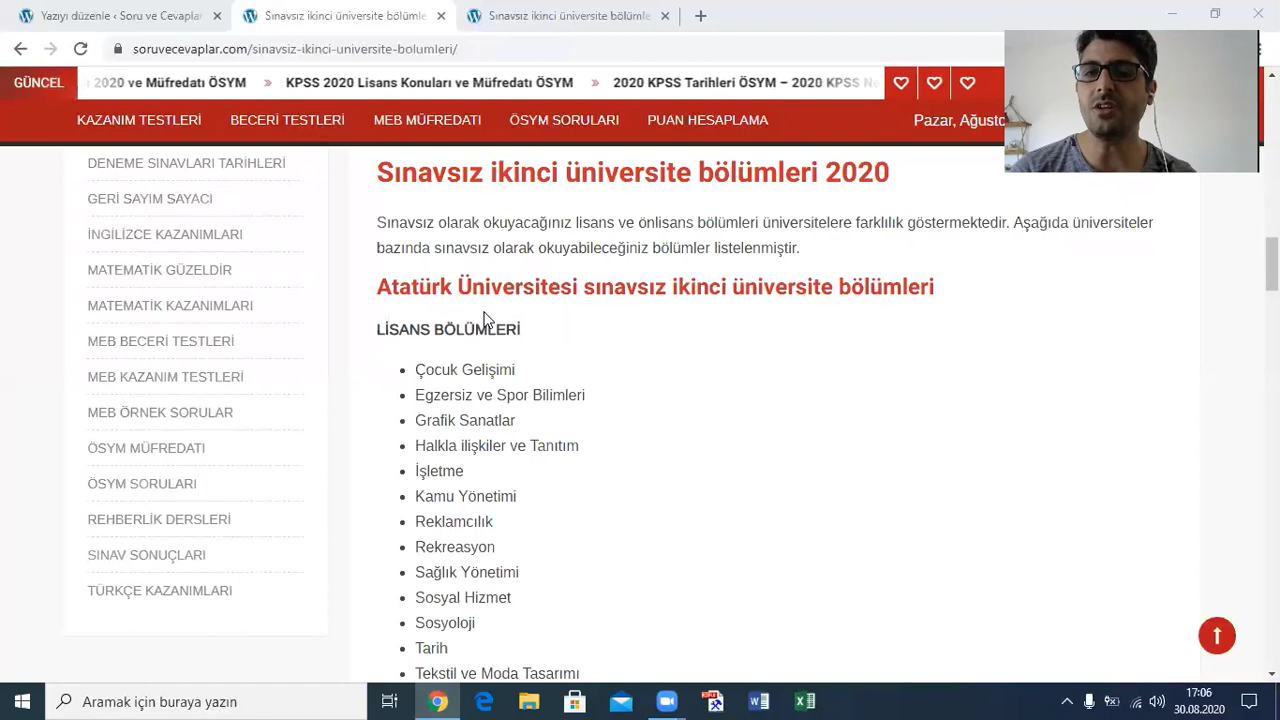 Yazıyı düzenle ‹ Soru ve Cevaplar
Sınavsız ikinci üniversite bölümle
Sınavsız ikinci üniversite bölümle
soruvecevaplar.com/sinavsiz-ikinci-universite-bolumleri/
GÜNCEL
2020 ve Müfredatı ÖSYM » KPSS 2020 Lisans Konuları ve Müfredatı ÖSYM » 2020 KPSS Tarihleri ÖSYM – 2020 KPSS
KAZANIM TESTLERİ BECERİ TESTLERİ MEB MÜFREDATI ÖSYM SORULARI PUAN HESAPLAMA Pazar, Ağusto
DENEME SINAVLARI TARİHLERİ
GERİ SAYIM SAYACI
İNGİLİZCE KAZANIMLARI
MATEMATİK GÜZELDİR
MATEMATİK KAZANIMLARI
MEB BECERİ TESTLERİ
MEB KAZANIM TESTLERİ
MEB ÖRNEK SORULAR
ÖSYM MÜFREDATI
ÖSYM SORULARI
REHBERLİK DERSLERİ
SINAV SONUÇLARI
TÜRKÇE KAZANIMLARI
Sınavsız ikinci üniversite bölümleri 2020
Sınavsız olarak okuyacağınız lisans ve önlisans bölümleri üniversitelere farklılık göstermektedir. Aşağıda üniversiteler
bazında sınavsız olarak okuyabileceğiniz bölümler listelenmiştir.
Atatürk Üniversitesi sınavsız ikinci üniversite bölümleri
LİSANS BÖLÜMLERİ
• Çocuk Gelişimi
• Egzersiz ve Spor Bilimleri
• Grafik Sanatlar
• Halkla ilişkiler ve Tanıtım
• İşletme
• Kamu Yönetimi
• Reklamcılık
• Rekreasyon
• Sağlık Yönetimi
• Sosyal Hizmet
• Sosyoloji
• Tarih
• Tekstil ve Moda Tasarımı
Aramak için buraya yazın
17:06
30.08.2020